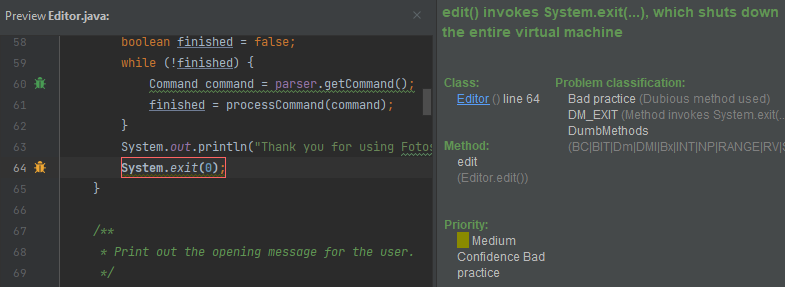 Preview Editor.java:
58 boolean finished = false;
59 while (!finished) {
60 Command command = parser.getCommand();
61 finished = processCommand(command);
62 }
63 System.out.println("Thank you for using Fotos
64 System.exit(0);
65 }
66
67 /**
68 * Print out the opening message for the user.
69 */
edit() invokes System.exit(...), which shuts down
the entire virtual machine
Class:
Editor () line 64
Method:
edit
(Editor.edit())
Priority:
Medium
Confidence Bad
practice
Problem classification:
Bad practice (Dubious method used)
DM_EXIT (Method invokes System.exit(...
DumbMethods
(BC|BIT|Dm|DMI|Bx|INT|NP|RANGE|RV|S